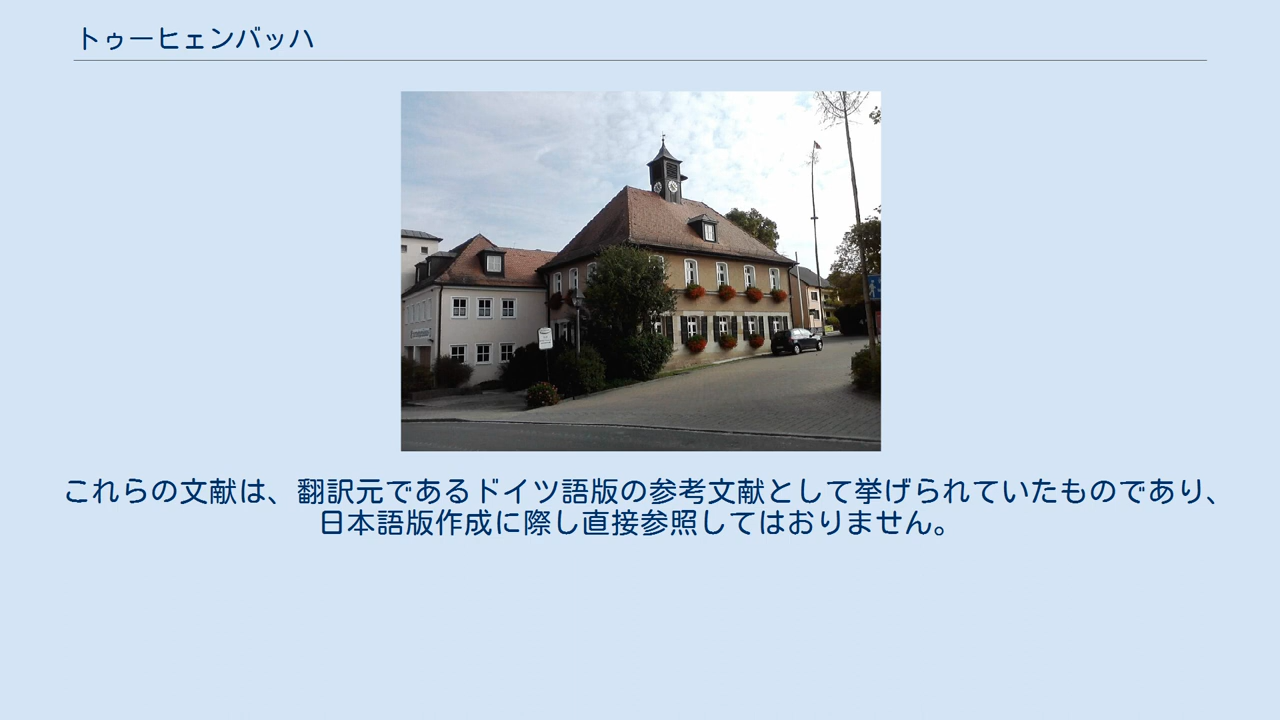 トゥーヒェンバッハ
これらの文献は、翻訳元であるドイツ語版の参考文献として挙げられていたものであり、
日本語版作成に際し直接参照してはおりません。